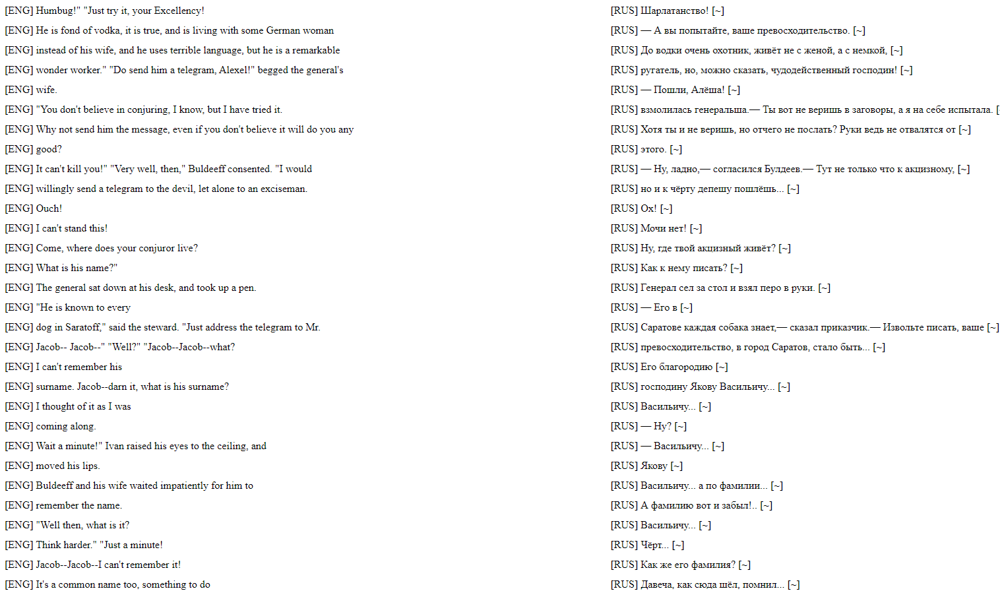 [ENG] Humbug!" "Just try it, your Excellency! [RUS] Шарлатанство! [~]
[ENG] He is fond of vodka, it is true, and is living with some German woman [RUS] — А вы попытайте, ваше превосходительство. [~]
[ENG] instead of his wife, and he uses terrible language, but he is a remarkable [RUS] До водки очень охотник, живёт не с женой, а с немкой, [~]
[ENG] wonder worker." "Do send him a telegram, Alexel!" begged the general's [RUS] ругатель, но, можно сказать, чудодейственный господин! [~]
[ENG] wife. [RUS] — Пошли, Алёша! [~]
[ENG] "You don't believe in conjuring, I know, but I have tried it. [RUS] взмолилась генеральша.— Ты вот не веришь в заговоры, а я на себе испытала. [
[ENG] Why not send him the message, even if you don't believe it will do you any [RUS] Хотя ты и не веришь, но отчего не послать? Руки ведь не отвалятся от [~]
[ENG] good? [RUS] этого. [~]
[ENG] It can't kill you!" "Very well, then," Buldeeff consented. "I would [RUS] — Ну, ладно,— согласился Булдеев.— Тут не только что к акцизному, [~]
[ENG] willingly send a telegram to the devil, let alone to an exciseman. [RUS] но и к чёрту депешу пошлёшь... [~]
[ENG] Ouch! [RUS] Ох! [~]
[ENG] I can't stand this! [RUS] Мочи нет! [~]
[ENG] Come, where does your conjuror live? [RUS] Ну, где твой акцизный живёт? [~]
[ENG] What is his name?" [RUS] Как к нему писать? [~]
[ENG] The general sat down at his desk, and took up a pen. [RUS] Генерал сел за стол и взял перо в руки. [~]
[ENG] "He is known to every [RUS] — Его в [~]
[ENG] dog in Saratoff," said the steward. "Just address the telegram to Mr. [RUS] Саратове каждая собака знает,— сказал приказчик.— Извольте писать, ваше [~]
[ENG] Jacob-- Jacob--" "Well?" "Jacob--Jacob--what? [RUS] превосходительство, в город Саратов, стало быть... [~]
[ENG] I can't remember his [RUS] Его благородию [~]
[ENG] surname. Jacob--darn it, what is his surname? [RUS] господину Якову Васильичу... [~]
[ENG] I thought of it as I was [RUS] Васильичу... [~]
[ENG] coming along. [RUS] — Ну? [~]
[ENG] Wait a minute!" Ivan raised his eyes to the ceiling, and [RUS] — Васильичу... [~]
[ENG] moved his lips. [RUS] Якову [~]
[ENG] Buldeeff and his wife waited impatiently for him to [RUS] Васильичу... а по фамилии... [~]
[ENG] remember the name. [RUS] А фамилию вот и забыл!.. [~]
[ENG] "Well then, what is it? [RUS] Васильичу... [~]
[ENG] Think harder." "Just a minute! [RUS] Чёрт... [~]
[ENG] Jacob--Jacob--I can't remember it! [RUS] Как же его фамилия? [~]
[ENG] It's a common name too, something to do [RUS] Давеча, как сюда шёл, помнил... [~]